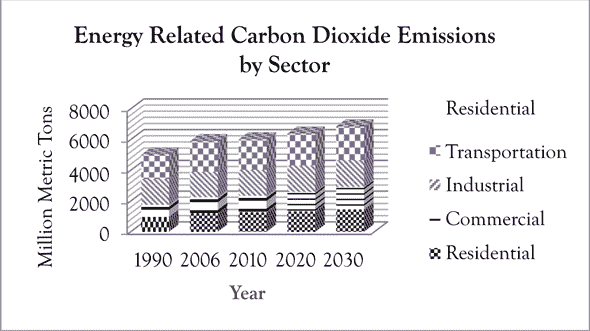 Energy Related Carbon Dioxide Emissions
by Sector
Million Metric Tons
8000
6000
4000
2000
0
1990 2006 2010 2020 2030
Year
Residential
Transportation
Industrial
Commercial
Residential